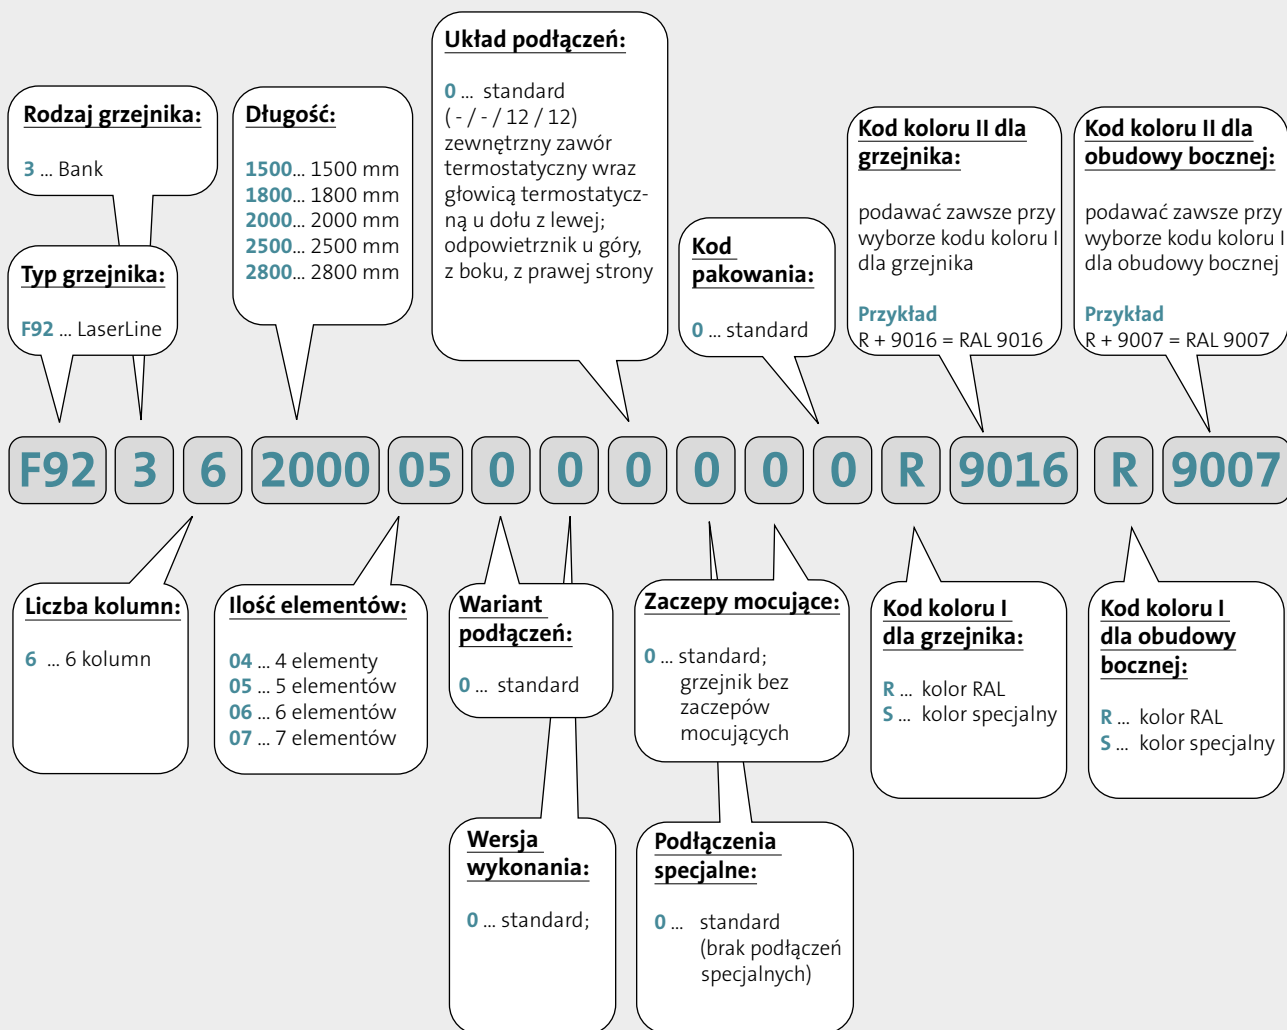 Układ podłączeń:
0 ... standard
( - / - / 12 / 12)
zewnętrzny zawór
termostatyczny wraz
głowicą termostatycz-
ną u dołu z lewej;
odpowietrznik u góry,
z boku, z prawej strony
Rodzaj grzejnika:
3 ... Bank
Typ grzejnika:
F92 ... LaserLine
Długość:
1500... 1500 mm
1800... 1800 mm
2000... 2000 mm
2500... 2500 mm
2800... 2800 mm
Kod
pakowania:
0 ... standard
Kod koloru II dla
grzejnika:
podawać zawsze przy
wyborze kodu koloru I
dla grzejnika
Przykład
R + 9016 = RAL 9016
Kod koloru II dla
obudowy bocznej:
podawać zawsze przy
wyborze kodu koloru I
dla obudowy bocznej
Przykład
R + 9007 = RAL 9007
F92 3 6 2000 05 0 0 0 0 0 0 R 9016 R 9007
Liczba kolumn:
6 ... 6 kolumn
Ilość elementów:
04 ... 4 elementy
05 ... 5 elementów
06 ... 6 elementów
07 ... 7 elementów
Wariant
podłączeń:
0 ... standard
Zaczepy mocujące:
0 ... standard;
grzejnik bez
zaczepów
mocujących
Kod koloru I
dla grzejnika:
R ... kolor RAL
S ... kolor specjalny
Kod koloru I
dla obudowy
bocznej:
R ... kolor RAL
S ... kolor specjalny
Wersja
wykonania:
0 ... standard;
Podłączenia
specjalne:
0 ... standard
(brak podłączeń
specjalnych)